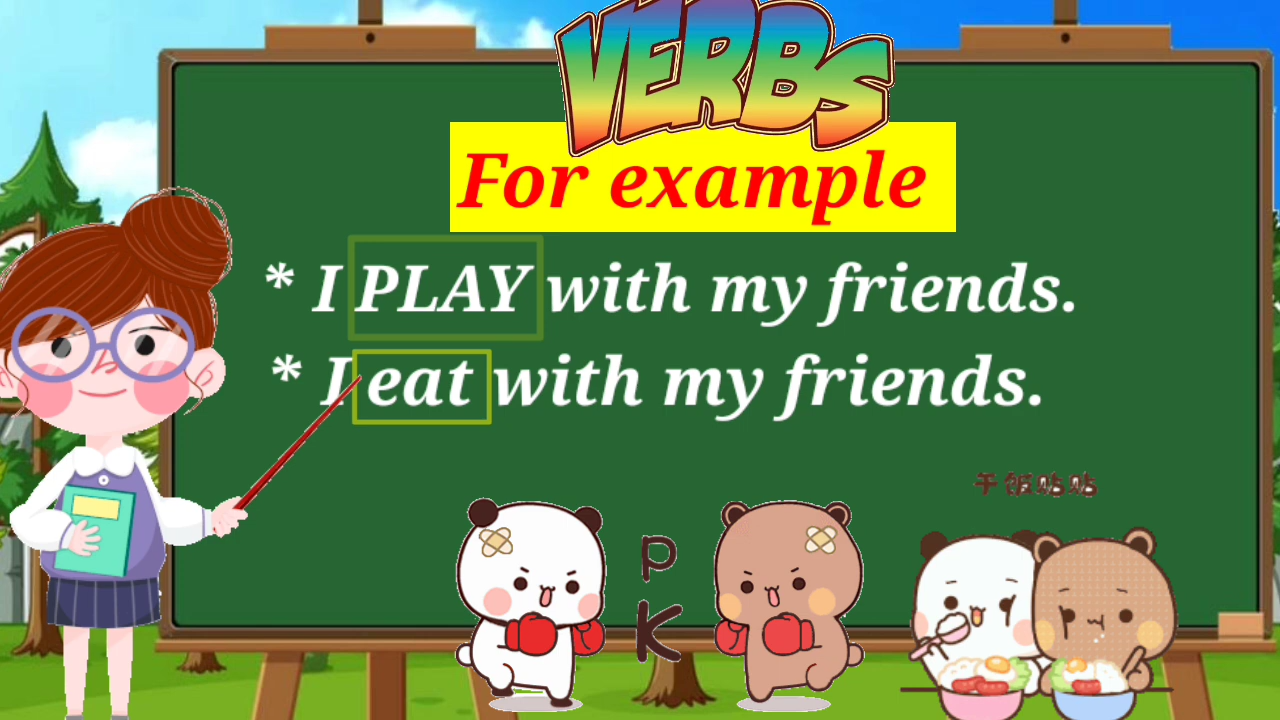 VERBS
For example
* I PLAY with my friends.
* I eat with my friends.
干饭贴贴
P
K